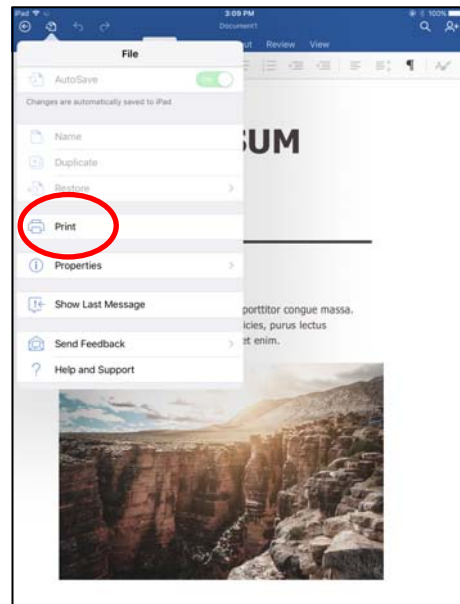 iPad
3:09 PM
100%
Document1
Review View
File
AutoSave
Changes are automatically saved to iPad
Name
Duplicate
Restore
Print
Properties
Show Last Message
Send Feedback
Help and Support
SUM
porttitor congue massa.
icies, purus lectus
et enim.